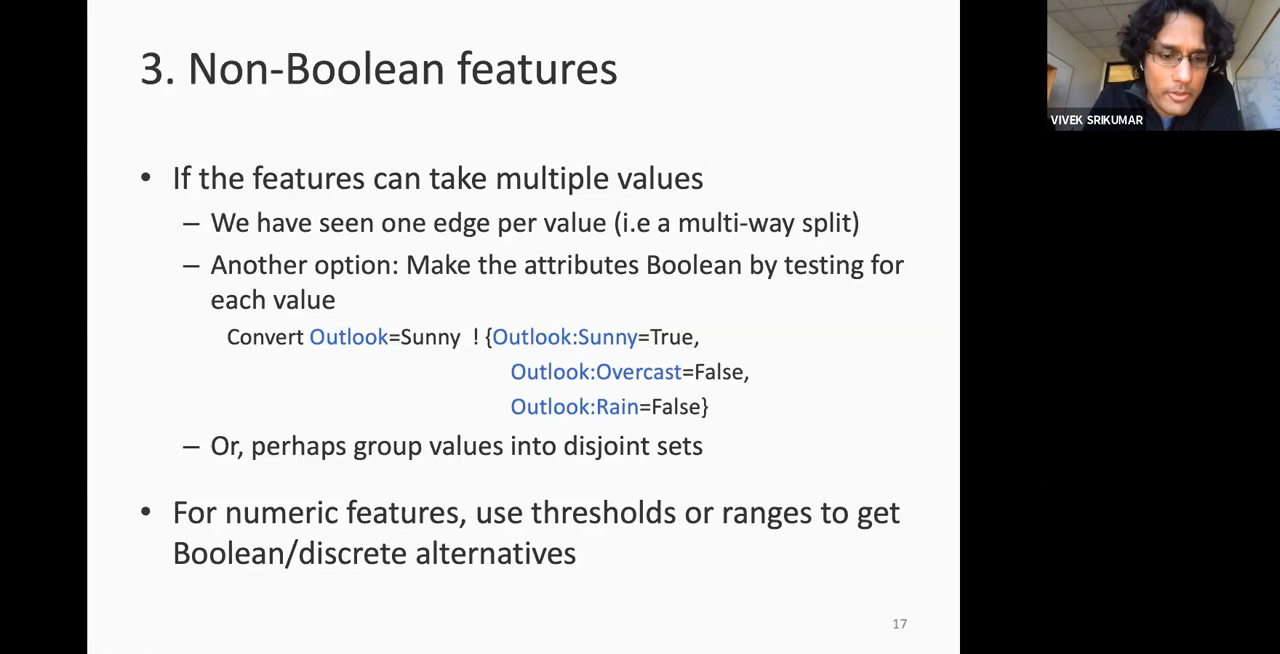 3. Non-Boolean features
• If the features can take multiple values
– We have seen one edge per value (i.e a multi-way split)
– Another option: Make the attributes Boolean by testing for
each value
Convert Outlook=Sunny ! {Outlook:Sunny=True,
Outlook:Overcast=False,
Outlook:Rain=False}
– Or, perhaps group values into disjoint sets
• For numeric features, use thresholds or ranges to get
Boolean/discrete alternatives
17
VIVEK SRIKUMAR